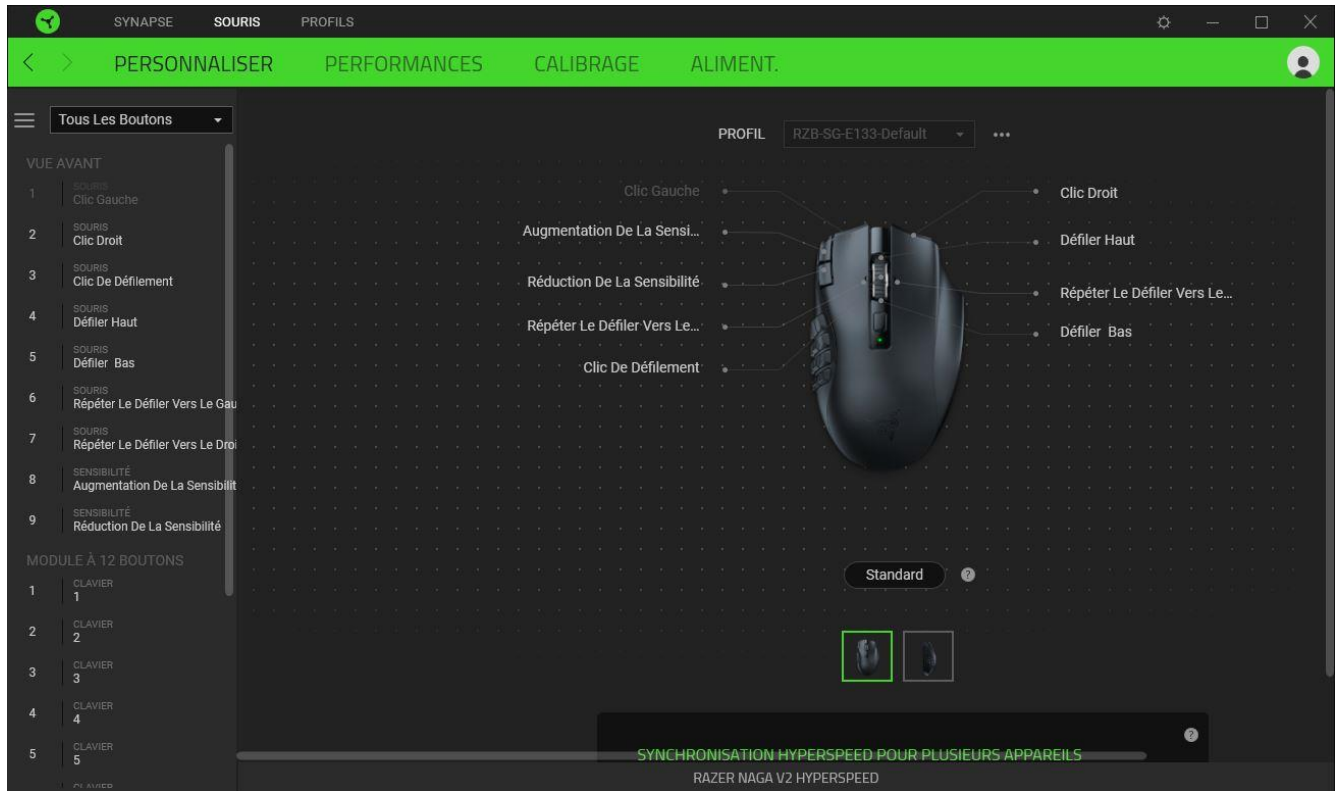 SYNAPSE SOURIS PROFILS
PERSONNALISER PERFORMANCES CALIBRAGE ALIMENT.
Tous Les Boutons
VUE AVANT
1 SOURIS
Clic Gauche
2 SOURIS
Clic Droit
3 SOURIS
Clic De Défilement
4 SOURIS
Défiler Haut
5 SOURIS
Défiler Bas
6 SOURIS
Répéter Le Défiler Vers Le Gau
7 SOURIS
Répéter Le Défiler Vers Le Droi
8 SENSIBILITÉ
Augmentation De La Sensibilit
9 SENSIBILITÉ
Réduction De La Sensibilité
MODULE À 12 BOUTONS
1 CLAVIER
1
2 CLAVIER
2
3 CLAVIER
3
4 CLAVIER
4
5 CLAVIER
5
CLAVIER
PROFIL RZB-SG-E133-Default
Clic Gauche
Augmentation De La Sensi...
Réduction De La Sensibilité
Répéter Le Défiler Vers Le...
Clic De Défilement
Clic Droit
Défiler Haut
Répéter Le Défiler Vers Le...
Défiler Bas
Standard ?
?
SYNCHRONISATION HYPERSPEED POUR PLUSIEURS APPAREILS
RAZER NAGA V2 HYPERSPEED